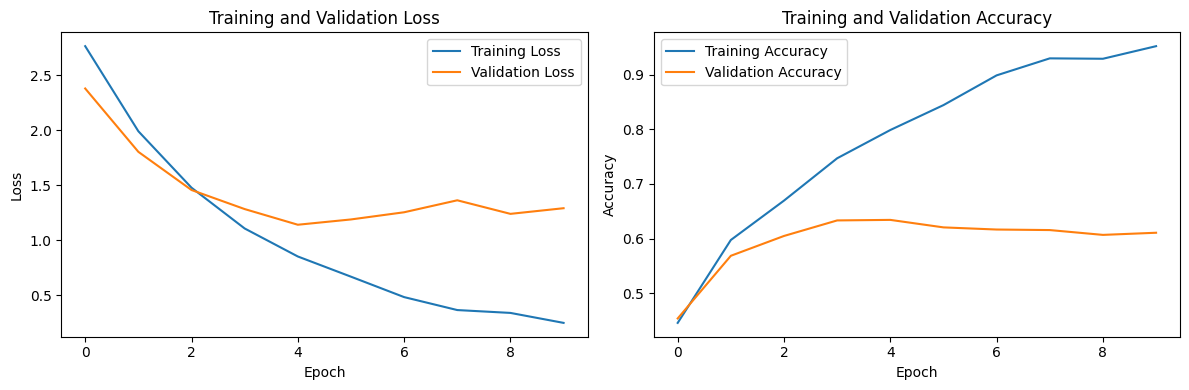 Training and Validation Loss
Training Loss
Validation Loss
2.5
2.0
1.5
1.0
0.5
Loss
0 2 4 6 8
Epoch
Training and Validation Accuracy
Training Accuracy
Validation Accuracy
0.9
0.8
0.7
0.6
0.5
Accuracy
0 2 4 6 8
Epoch